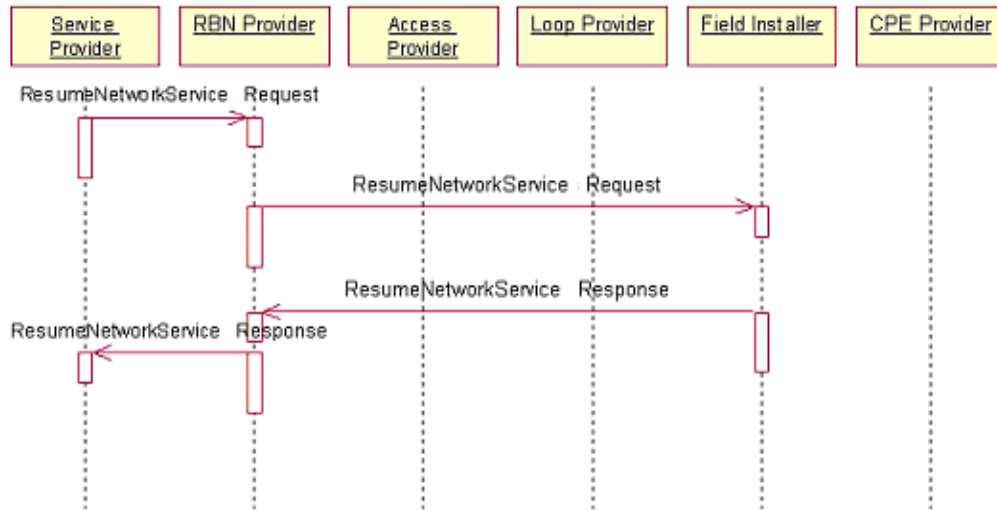 Service Provider
RBN Provider
Access Provider
Loop Provider
Field Installer
CPE Provider
ResumeNetworkService Request
ResumeNetworkService Request
ResumeNetworkService Response
ResumeNetworkService Response